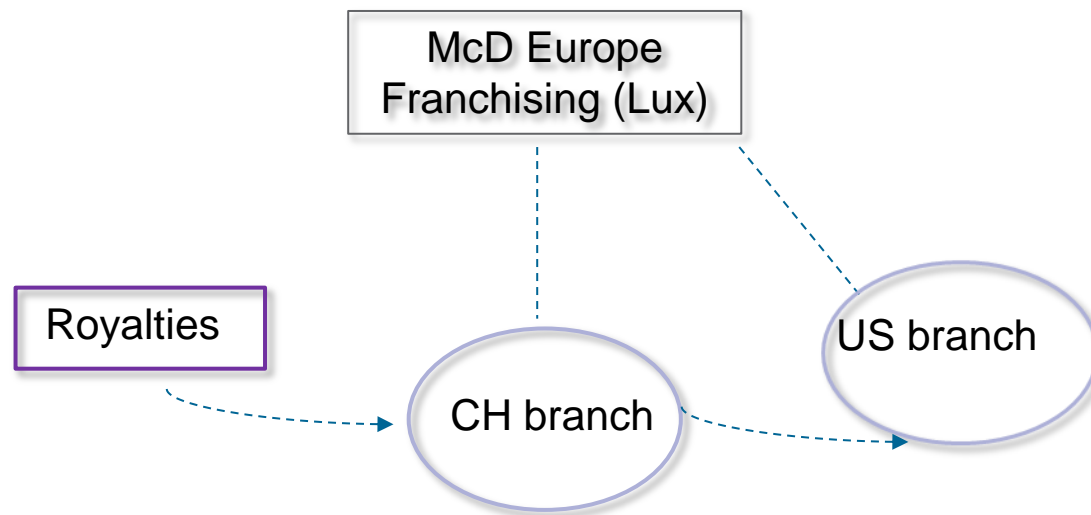 McD Europe
Franchising (Lux)
Royalties
US branch
CH branch